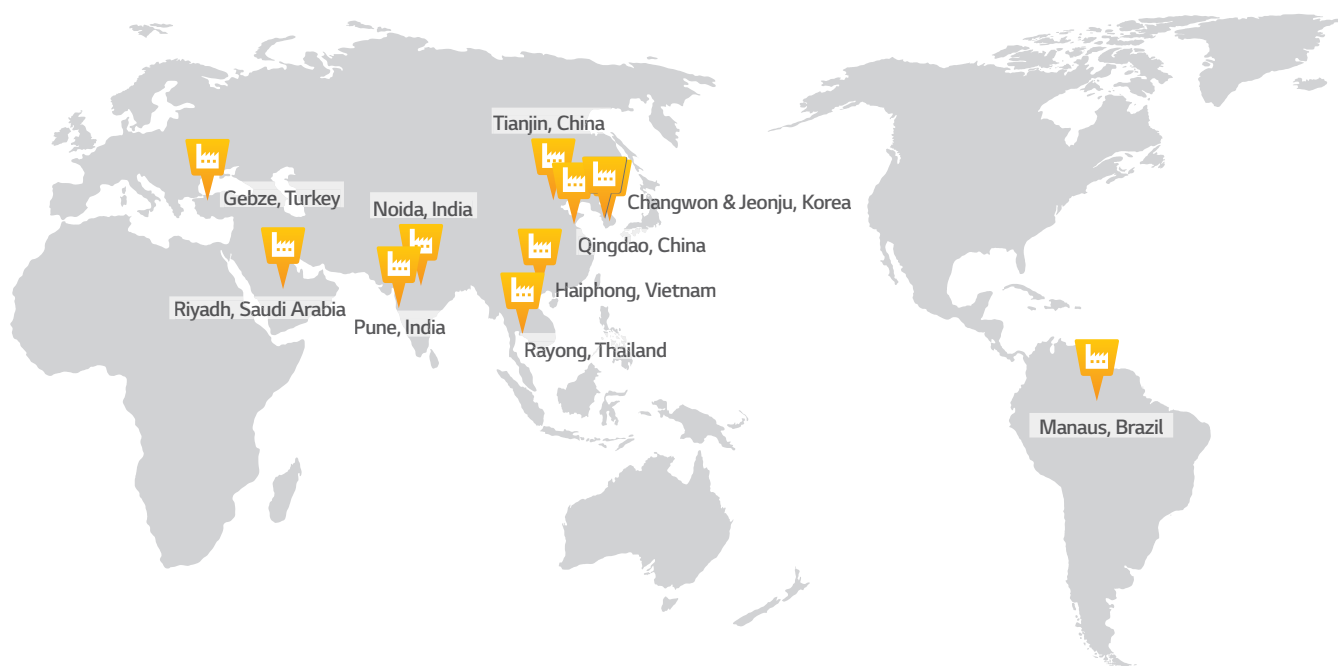 Tianjin, China
Gebze, Turkey
Noida, India
Changwon & Jeonju, Korea
Qingdao, China
Haiphong, Vietnam
Riyadh, Saudi Arabia
Pune, India
Rayong, Thailand
Manaus, Brazil